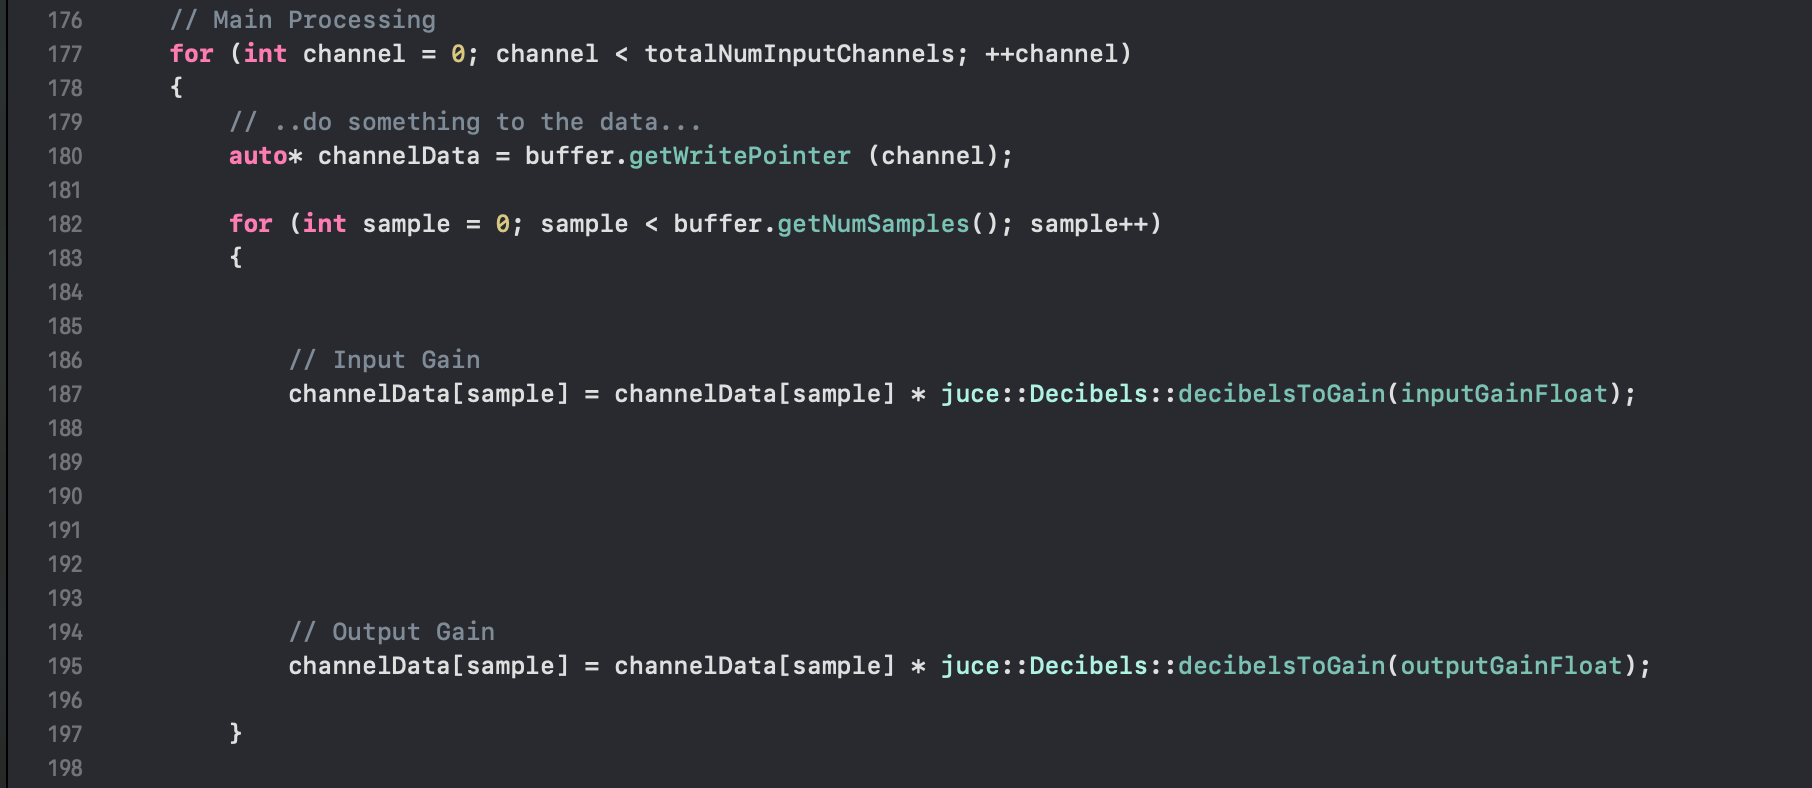 176 // Main Processing
177 for (int channel = 0; channel < totalNumInputChannels; ++channel)
178 {
179 // ..do something to the data...
180 auto* channelData = buffer.getWritePointer (channel);
181
182 for (int sample = 0; sample < buffer.getNumSamples(); sample++)
183 {
184
185
186 // Input Gain
187 channelData[sample] = channelData[sample] * juce::Decibels::decibelsToGain(inputGainFloat);
188
189
190
191
192
193
194 // Output Gain
195 channelData[sample] = channelData[sample] * juce::Decibels::decibelsToGain(outputGainFloat);
196
197 }
198